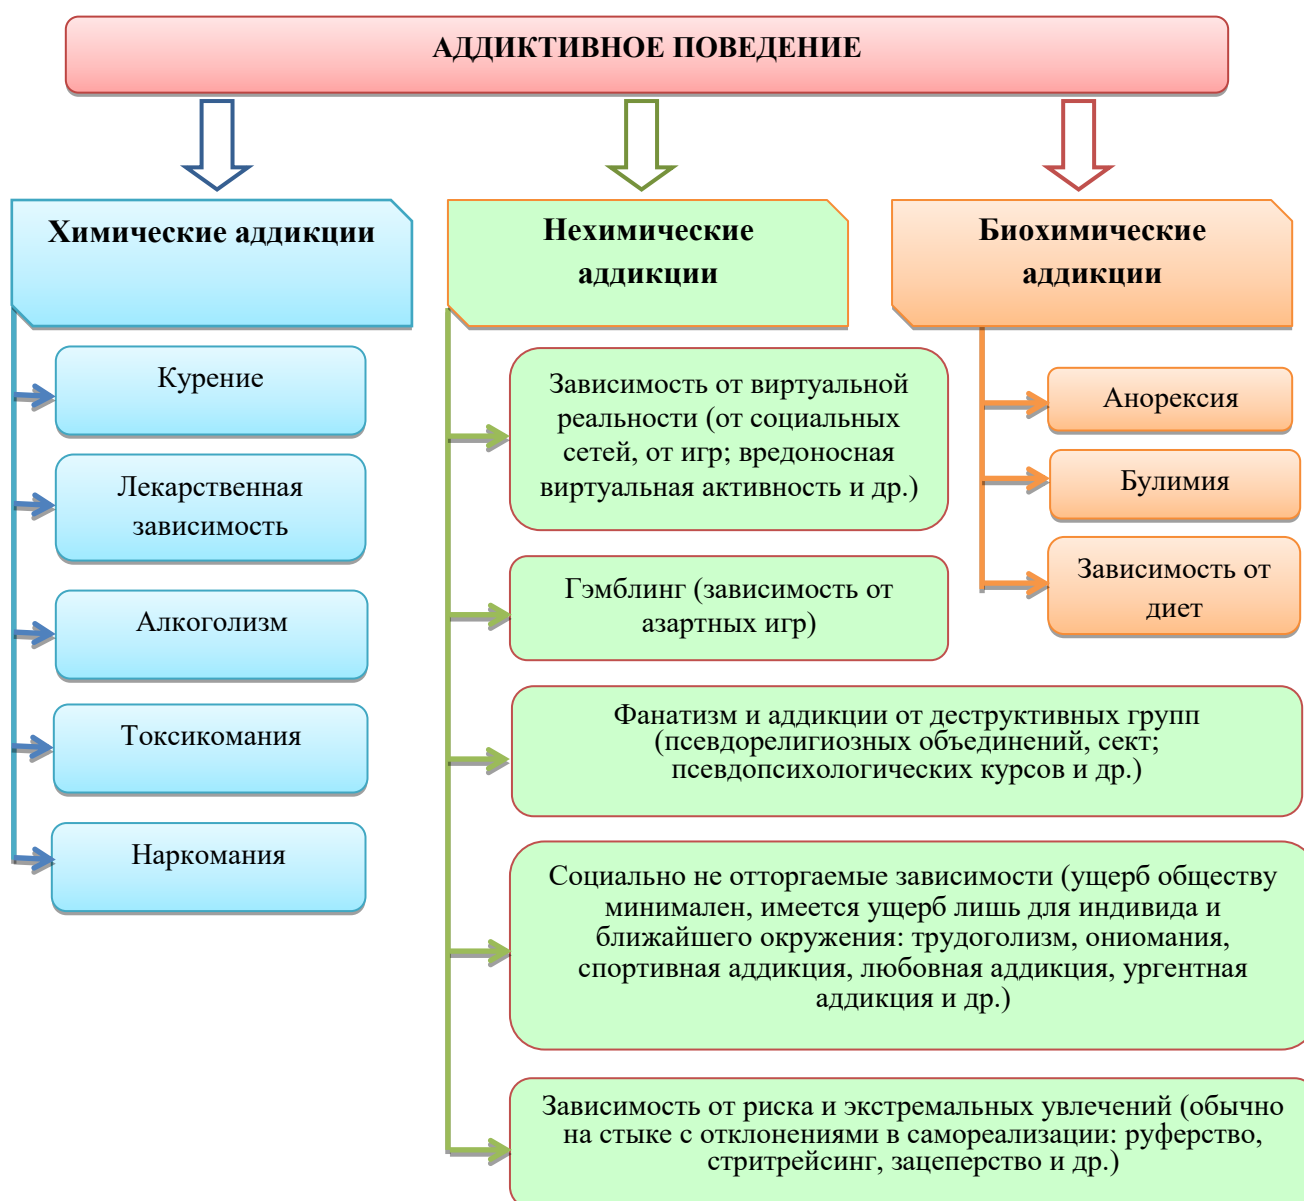 АДДИКТИВНОЕ ПОВЕДЕНИЕ
Химические аддикции
Курение
Лекарственная
зависимость
Алкоголизм
Токсикомания
Наркомания
Нехимические
аддикции
Зависимость от виртуальной
реальности (от социальных
сетей, от игр; вредоносная
виртуальная активность и др.)
Гэмблинг (зависимость от
азартных игр)
Фанатизм и аддикции от деструктивных групп
(псевдорелигиозных объединений, сект;
псевдопсихологических курсов и др.)
Социально не отторгаемые зависимости (ущерб обществу
минимален, имеется ущерб лишь для индивида и
ближайшего окружения: трудоголизм, ониомания,
спортивная аддикция, любовная аддикция, ургентная
аддикция и др.)
Зависимость от риска и экстремальных увлечений (обычно
на стыке с отклонениями в самореализации: руферство,
стритрейсинг, зацеперство и др.)
Биохимические
аддикции
Анорексия
Булимия
Зависимость от
диет